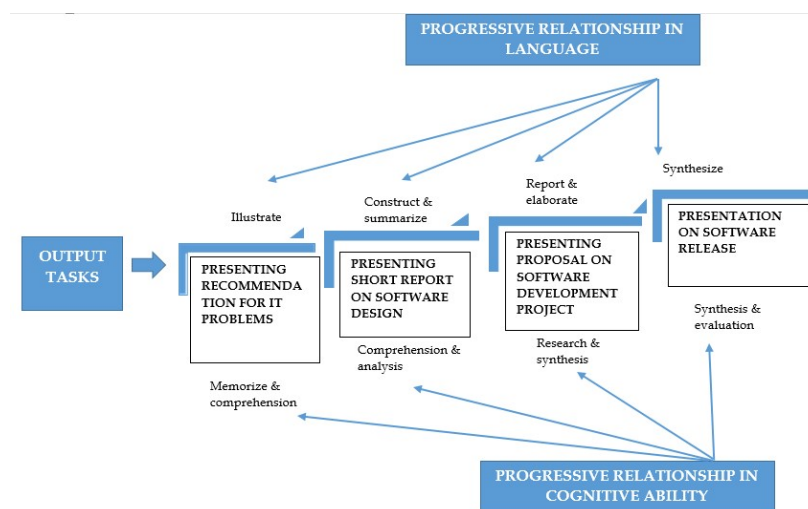 PROGRESSIVE RELATIONSHIP IN
LANGUAGE
Synthesize
Report &
elaborate
Construct &
summarize
Illustrate
OUTPUT
TASKS
PRESENTING
RECOMMENDA
TION FOR IT
PROBLEMS
PRESENTING
SHORT REPORT
ON SOFTWARE
DESIGN
PRESENTING
PROPOSAL ON
SOFTWARE
DEVELOPMENT
PROJECT
PRESENTATION
ON SOFTWARE
RELEASE
Memorize &
comprehension
Comprehension &
analysis
Research &
synthesis
Synthesis &
evaluation
PROGRESSIVE RELATIONSHIP IN
COGNITIVE ABILITY